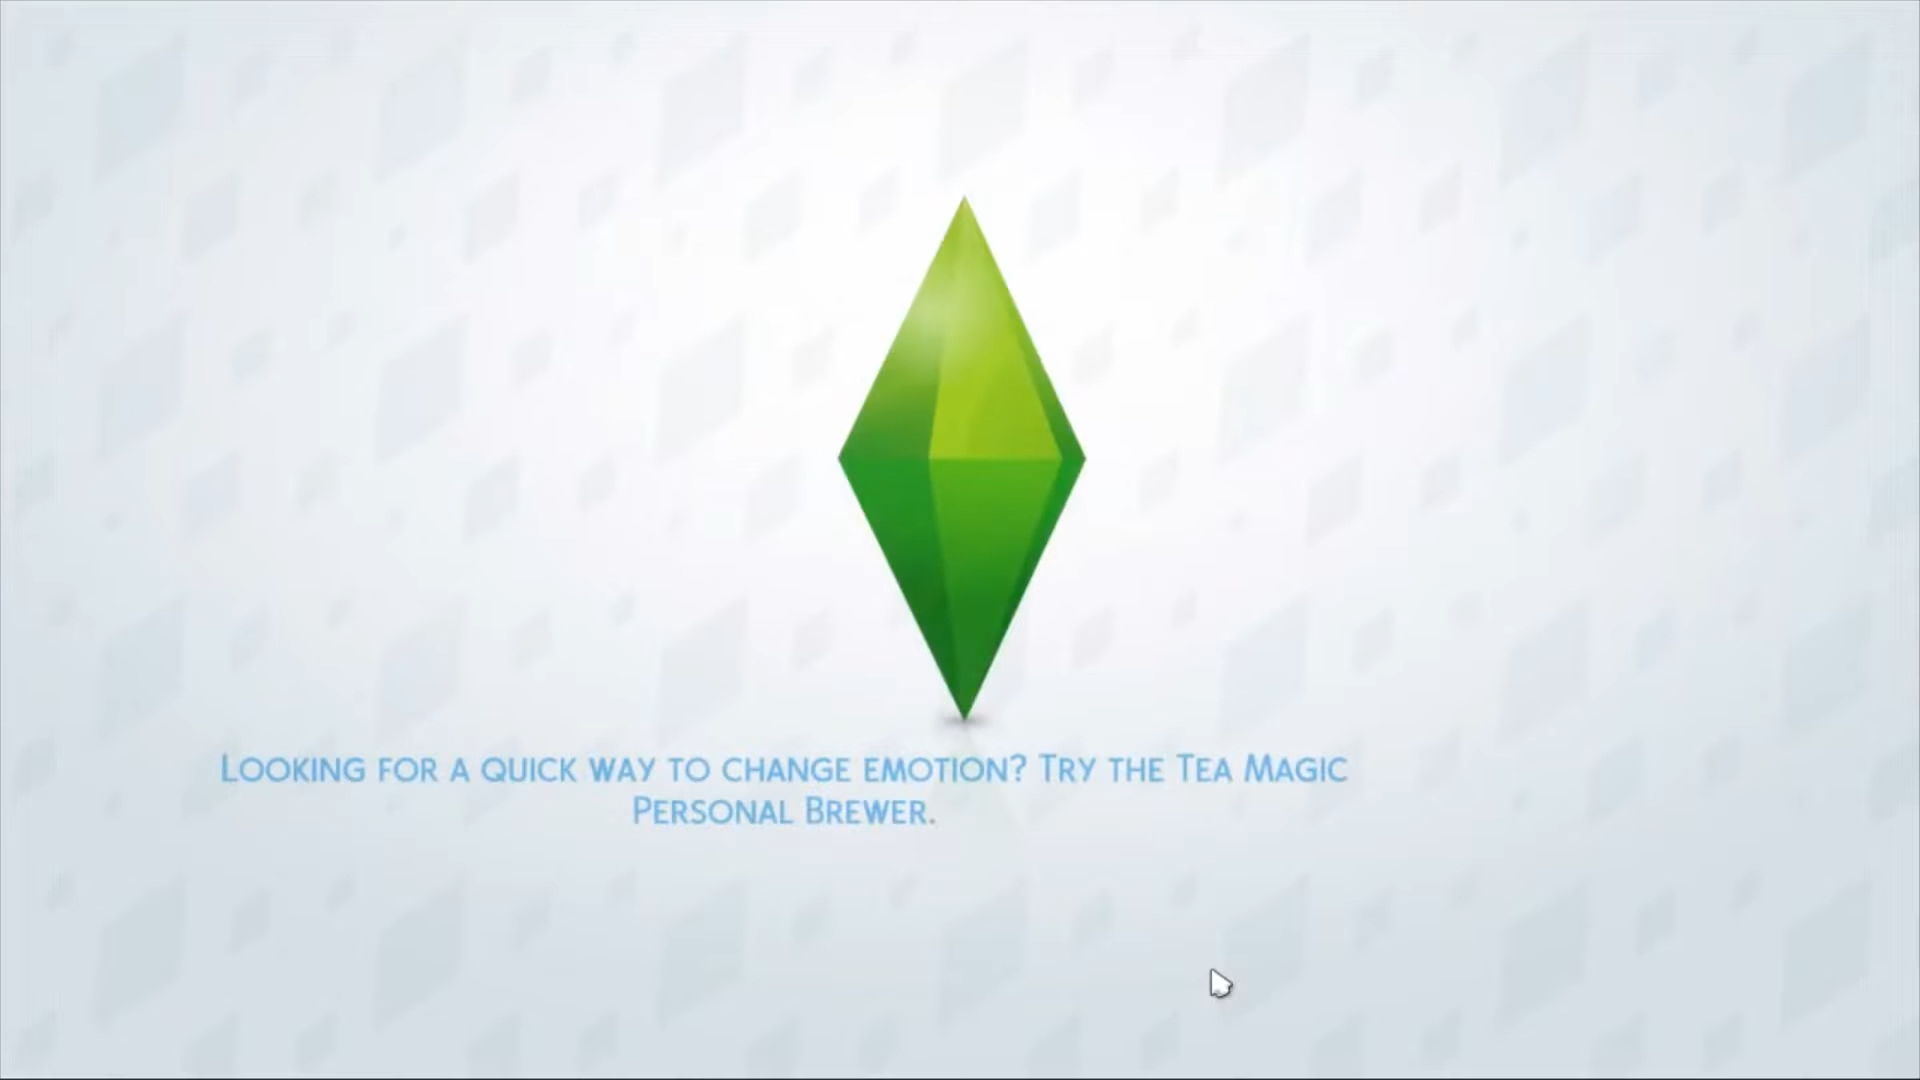 Looking for a quick way to change emotion? Try the Tea Magic
Personal Brewer.